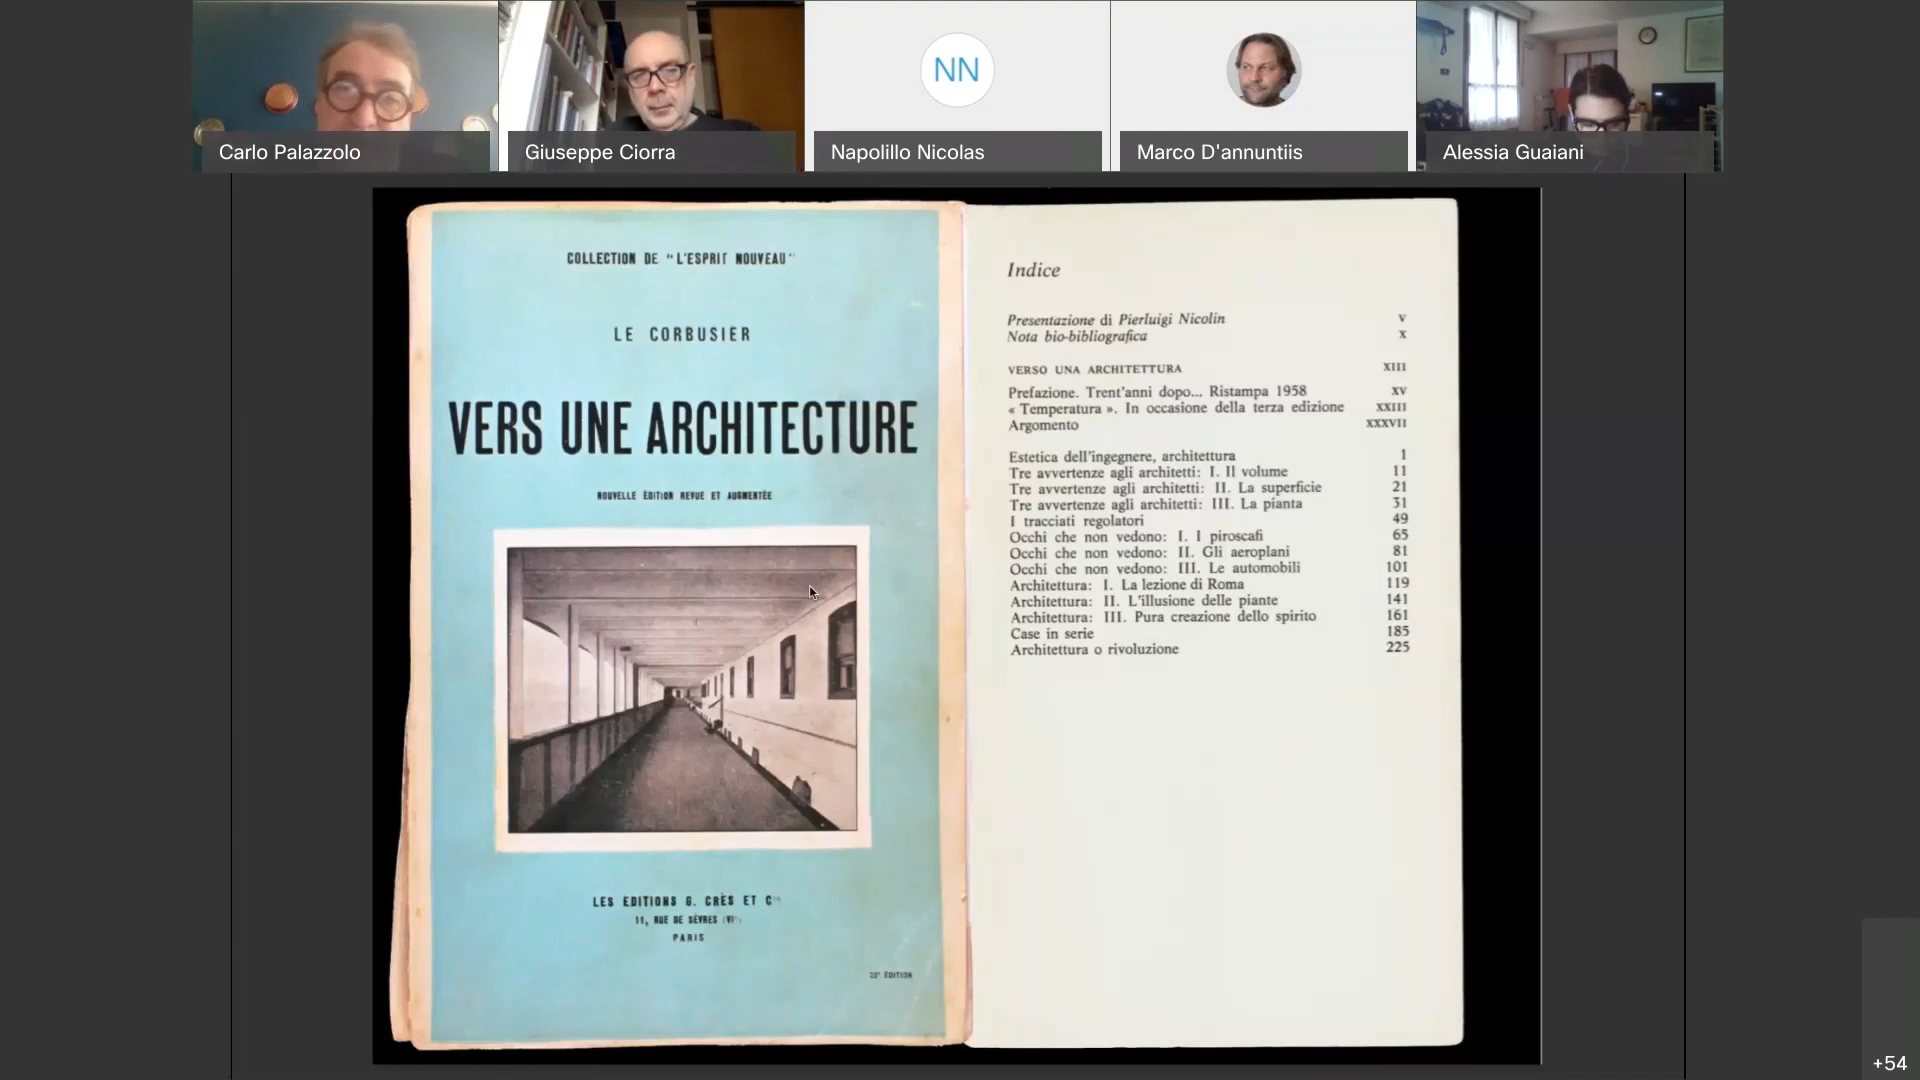 Carlo Palazzolo
Giuseppe Ciorra
NN
Napolillo Nicolas
Marco D'annuntiis
Alessia Guaiani
COLLECTION DE "L'ESPRIT NOUVEAU"
LE CORBUSIER
VERS UNE ARCHITECTURE
NOUVELLE ÉDITION REVUE ET AUGMENTÉE
LES EDITIONS G. CRÈS ET Cie
11, RUE DE SÈVRES (VIe)
PARIS
ÉDITION
Indice
Presentazione di Pierluigi Nicolin V
Nota bio-bibliografica X
VERSO UNA ARCHITETTURA XIII
Prefazione. Trent'anni dopo... Ristampa 1958 XV
« Temperatura ». In occasione della terza edizione XXIII
Argomento XXXVII
Estetica dell'ingegnere, architettura 1
Tre avvertenze agli architetti: I. Il volume 11
Tre avvertenze agli architetti: II. La superficie 21
Tre avvertenze agli architetti: III. La pianta 31
I tracciati regolatori 49
Occhi che non vedono: I. I piroscafi 65
Occhi che non vedono: II. Gli aeroplani 81
Occhi che non vedono: III. Le automobili 101
Architettura: I. La lezione di Roma 119
Architettura: II. L'illusione delle piante 141
Architettura: III. Pura creazione dello spirito 161
Case in serie 185
Architettura o rivoluzione 225
+54